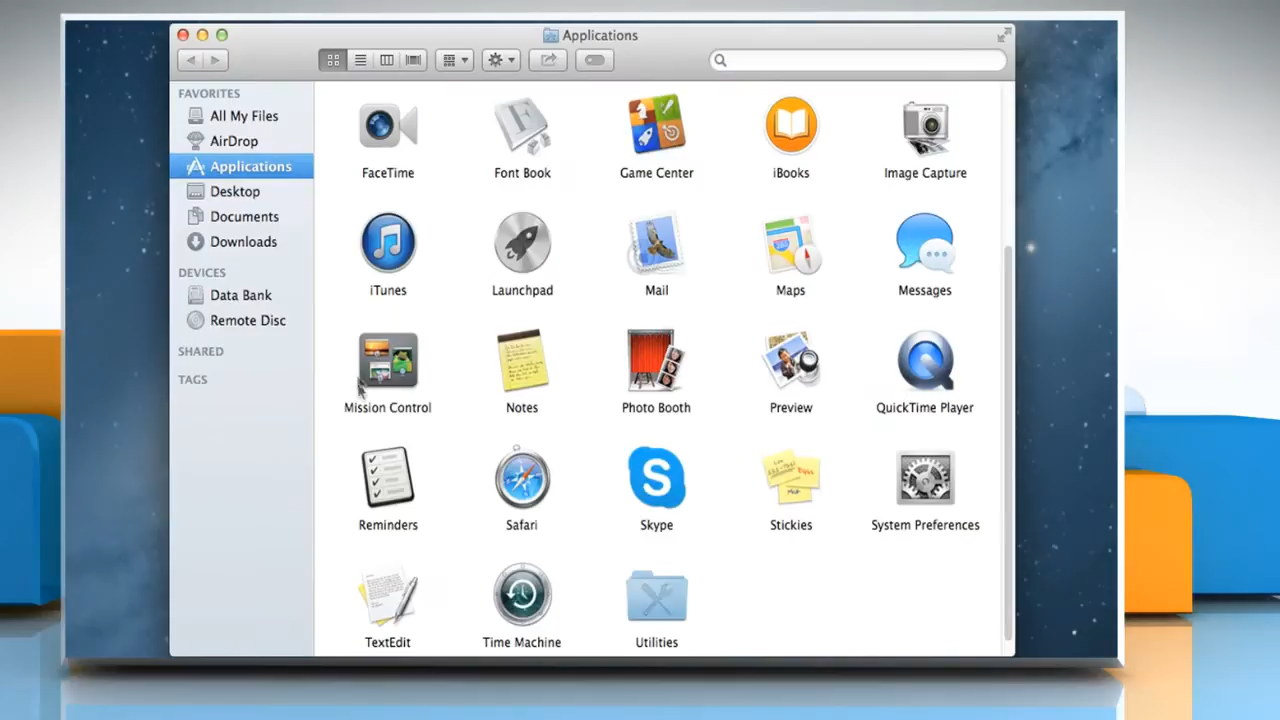 Applications
FAVORITES
All My Files
AirDrop
Applications
Desktop
Documents
Downloads
DEVICES
Data Bank
Remote Disc
SHARED
TAGS
FaceTime
Font Book
Game Center
iBooks
Image Capture
iTunes
Launchpad
Mail
Maps
Messages
Mission Control
Notes
Photo Booth
Preview
QuickTime Player
Reminders
Safari
Skype
Stickies
System Preferences
TextEdit
Time Machine
Utilities